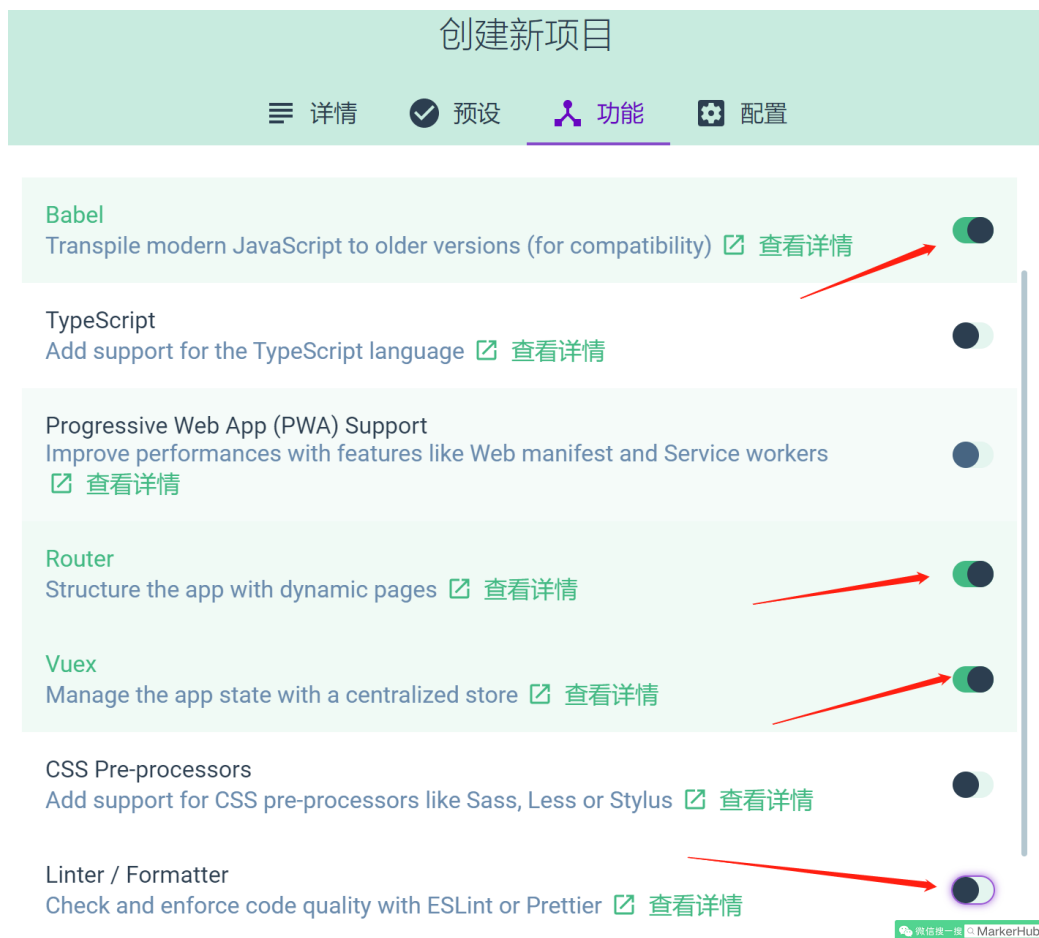 创建新项目
详情 预设 功能 配置
Babel
Transpile modern JavaScript to older versions (for compatibility) 查看详情
TypeScript
Add support for the TypeScript language 查看详情
Progressive Web App (PWA) Support
Improve performances with features like Web manifest and Service workers
查看详情
Router
Structure the app with dynamic pages 查看详情
Vuex
Manage the app state with a centralized store 查看详情
CSS Pre-processors
Add support for CSS pre-processors like Sass, Less or Stylus 查看详情
Linter / Formatter
Check and enforce code quality with ESLint or Prettier 查看详情
微信搜一搜 MarkerHub